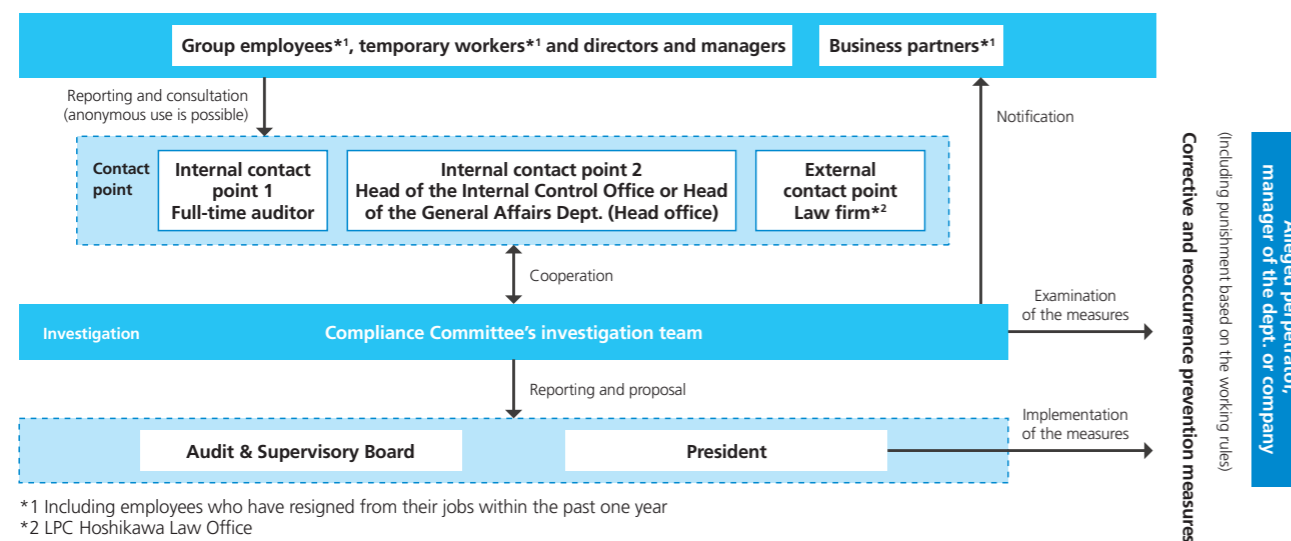 Group employees*1, temporary workers*1 and directors and managers
Business partners*1
Reporting and consultation
(anonymous use is possible)
Notification
Contact
point
Internal contact
point 1
Full-time auditor
Internal contact point 2
Head of the Internal Control Office or Head
of the General Affairs Dept. (Head office)
External
contact point
Law firm*2
Cooperation
Investigation
Compliance Committee's investigation team
Examination
of the measures
Reporting and proposal
Audit & Supervisory Board
President
Implementation
of the measures
Corrective and reoccurrence prevention measures
(Including punishment based on the working rules)
Alleged perpetrator,
manager of the dept. or company
*1 Including employees who have resigned from their jobs within the past one year
*2 LPC Hoshikawa Law Office